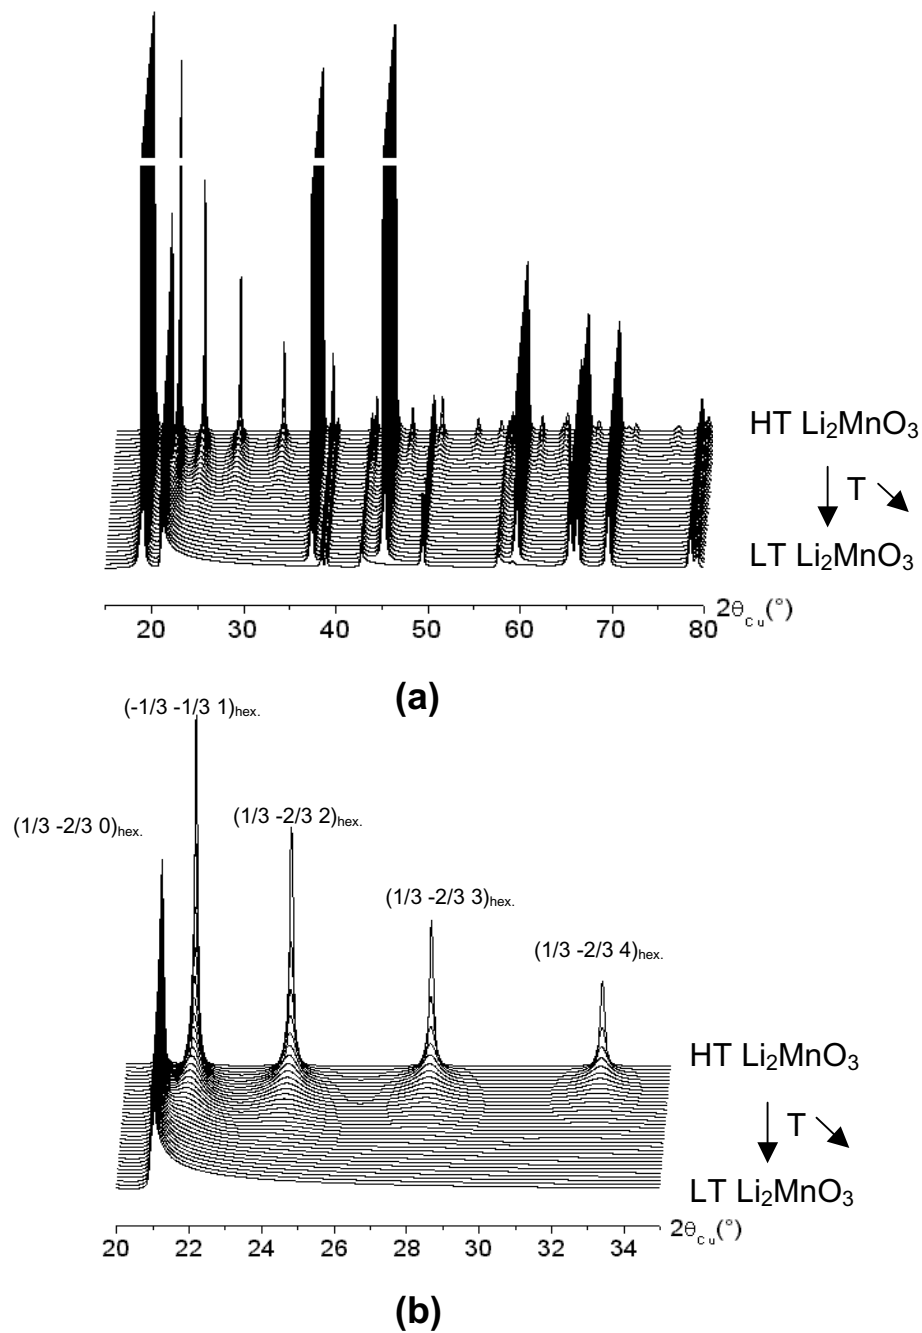 HT Li₂MnO₃
T
LT Li₂MnO₃
20 30 40 50 60 70 80 2θCu(°)
(a)
(-1/3 -1/3 1)hex.
(1/3 -2/3 0)hex.
(1/3 -2/3 2)hex.
(1/3 -2/3 3)hex.
(1/3 -2/3 4)hex.
HT Li₂MnO₃
T
LT Li₂MnO₃
20 22 24 26 28 30 32 34 2θCu(°)
(b)